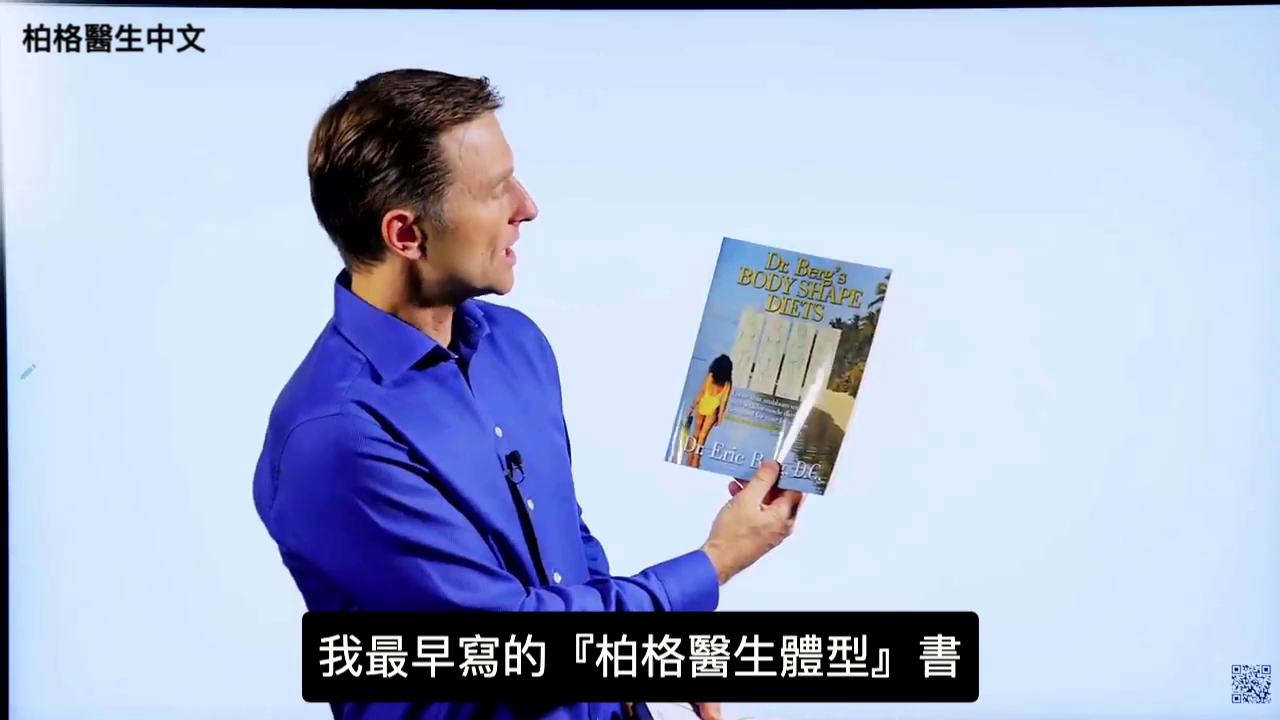 柏格醫生中文
Dr. Berg's
BODY SHAPE
DIETS
Dr. Eric
D.C.
我最早寫的『柏格醫生體型』書